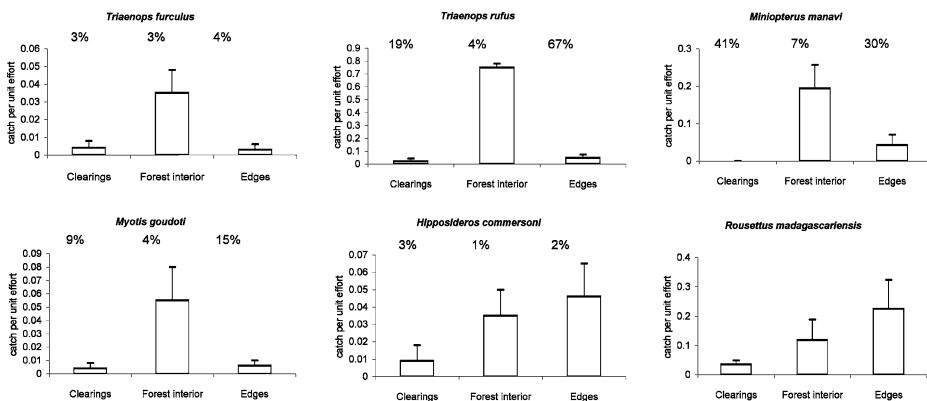 Triaenops furculus
3% 3% 4%
catch per unit effort
0.06
0.05
0.04
0.03
0.02
0.01
0
Clearings Forest interior Edges
Triaenops rufus
19% 4% 67%
catch per unit effort
0.9
0.8
0.7
0.6
0.5
0.4
0.3
0.2
0.1
0
Clearings Forest interior Edges
Miniopterus manavi
41% 7% 30%
catch per unit effort
0.3
0.2
0.1
0
Clearings Forest interior Edges
Myotis goudoti
9% 4% 15%
catch per unit effort
0.09
0.08
0.07
0.06
0.05
0.04
0.03
0.02
0.01
0
Clearings Forest interior Edges
Hipposideros commersoni
3% 1% 2%
catch per unit effort
0.07
0.06
0.05
0.04
0.03
0.02
0.01
0
Clearings Forest interior Edges
Rousettus madagascariensis
catch per unit effort
0.4
0.3
0.2
0.1
0
Clearings Forest interior Edges